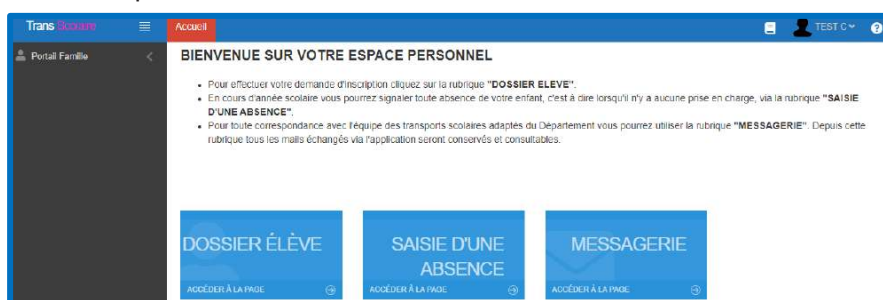 Trans Scolaire
Accueil
TEST C
Portail Famille
BIENVENUE SUR VOTRE ESPACE PERSONNEL
• Pour effectuer votre demande d'inscription cliquez sur la rubrique "DOSSIER ELEVE".
• En cours d'année scolaire vous pourrez signaler toute absence de votre enfant, c'est à dire lorsqu'il n'y a aucune prise en charge, via la rubrique "SAISIE
D'UNE ABSENCE".
• Pour toute correspondance avec l'équipe des transports scolaires adaptés du Département vous pourrez utiliser la rubrique "MESSAGERIE". Depuis cette
rubrique tous les mails échangés via l'application seront conservés et consultables.
DOSSIER ÉLÈVE
ACCÉDER À LA PAGE
SAISIE D'UNE
ABSENCE
ACCÉDER À LA PAGE
MESSAGERIE
ACCÉDER À LA PAGE